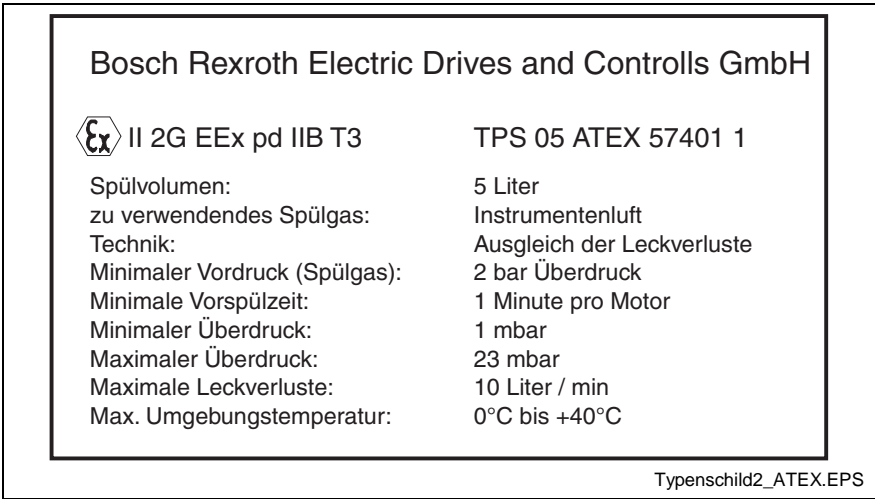 Bosch Rexroth Electric Drives and Controlls GmbH
Ex II 2G EEx pd IIB T3 TPS 05 ATEX 57401 1
Spülvolumen: 5 Liter
zu verwendendes Spülgas: Instrumentenluft
Technik: Ausgleich der Leckverluste
Minimaler Vordruck (Spülgas): 2 bar Überdruck
Minimale Vorspülzeit: 1 Minute pro Motor
Minimaler Überdruck: 1 mbar
Maximaler Überdruck: 23 mbar
Maximale Leckverluste: 10 Liter / min
Max. Umgebungstemperatur: 0°C bis +40°C
Typenschild2_ATEX.EPS